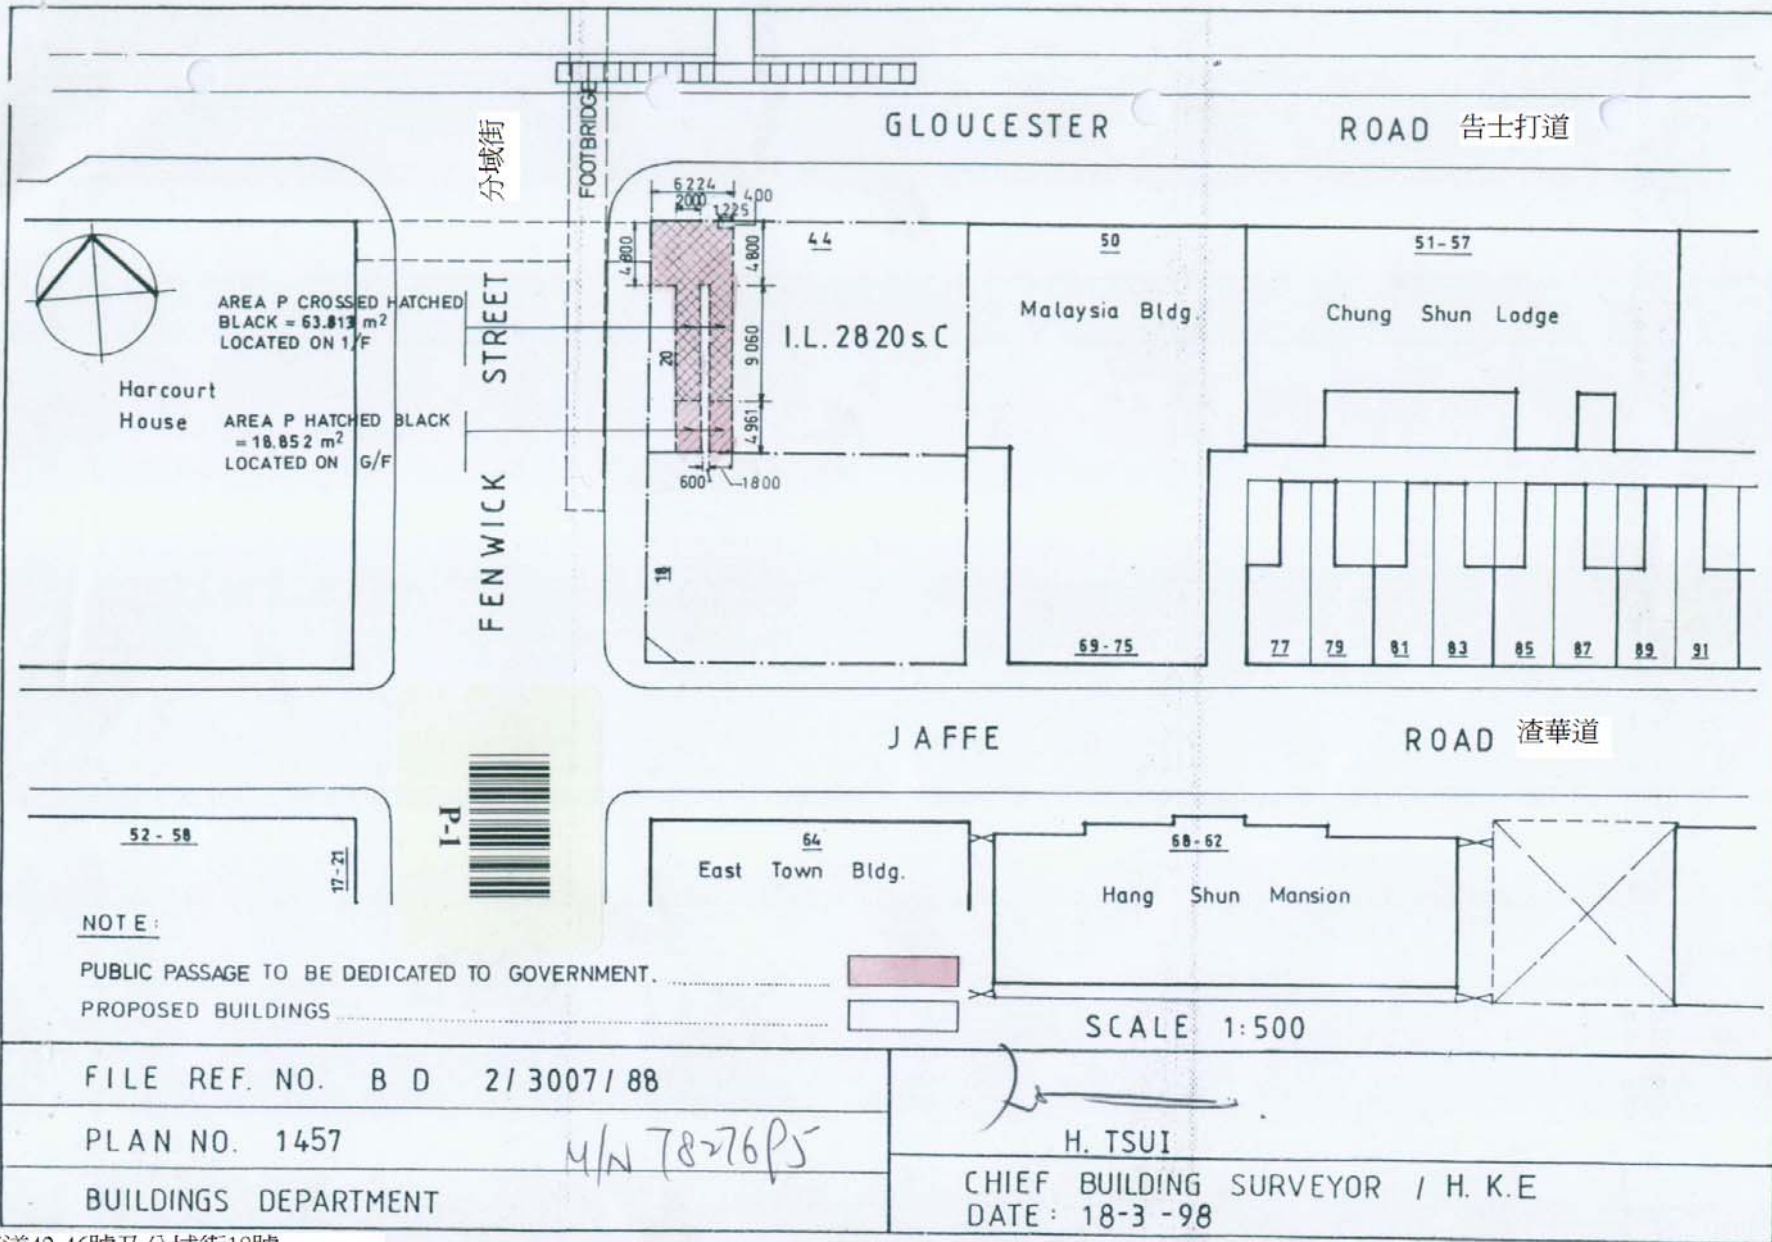 GLOUCESTER ROAD 告士打道
分域街
FOOTBRIDGE
6224
2000
400
1225
4800
4800
44
50
51-57
AREA P CROSSED HATCHED
BLACK = 63.813 m²
LOCATED ON 1/F
Malaysia Bldg.
Chung Shun Lodge
I.L. 2820 s.C
20
9060
Harcourt
House
AREA P HATCHED BLACK
= 18.852 m²
LOCATED ON G/F
4961
600
1800
FENWICK STREET
18
69-75
77 79 81 83 85 87 89 91
JAFFE ROAD 渣華道
P-1
52-58
17-21
64
East Town Bldg.
68-62
Hang Shun Mansion
NOTE:
PUBLIC PASSAGE TO BE DEDICATED TO GOVERNMENT.
PROPOSED BUILDINGS
SCALE 1:500
FILE REF. NO. B D 2/3007/88
PLAN NO. 1457
M/N 78276P5
BUILDINGS DEPARTMENT
H. TSUI
CHIEF BUILDING SURVEYOR / H.K.E
DATE: 18-3-98